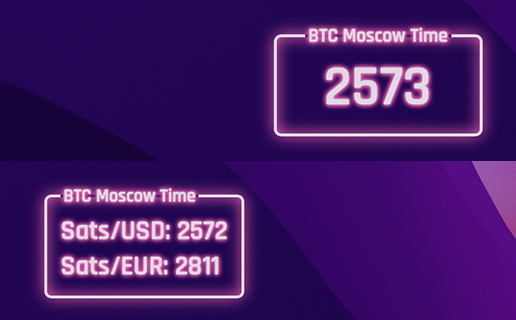 BTC Moscow Time
2573
BTC Moscow Time
Sats/USD: 2572
Sats/EUR: 2811